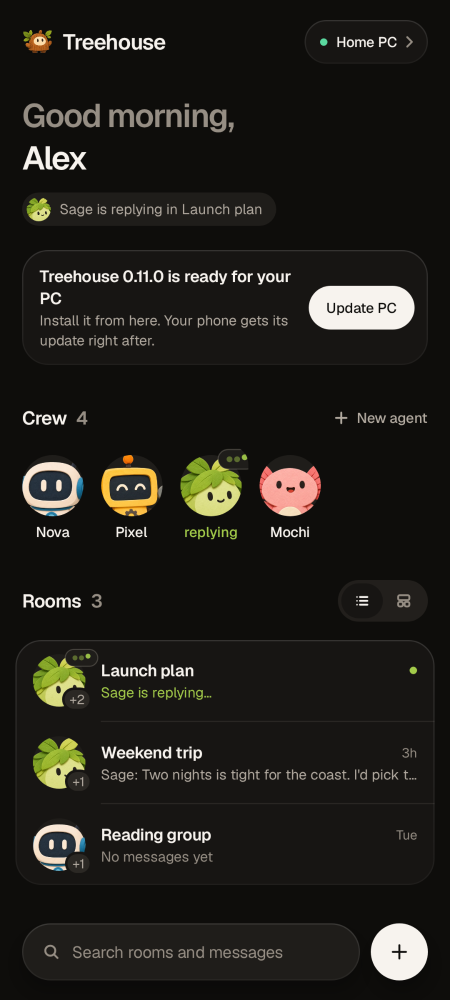 Treehouse
Home PC
Good morning,
Alex
Sage is replying in Launch plan
Treehouse 0.11.0 is ready for your
PC
Install it from here. Your phone gets its
update right after.
Update PC
Crew 4
+ New agent
Nova
Pixel
replying
Mochi
Rooms 3
Launch plan
Sage is replying...
+2
Weekend trip
3h
Sage: Two nights is tight for the coast. I'd pick t...
+1
Reading group
Tue
No messages yet
+1
Search rooms and messages
+